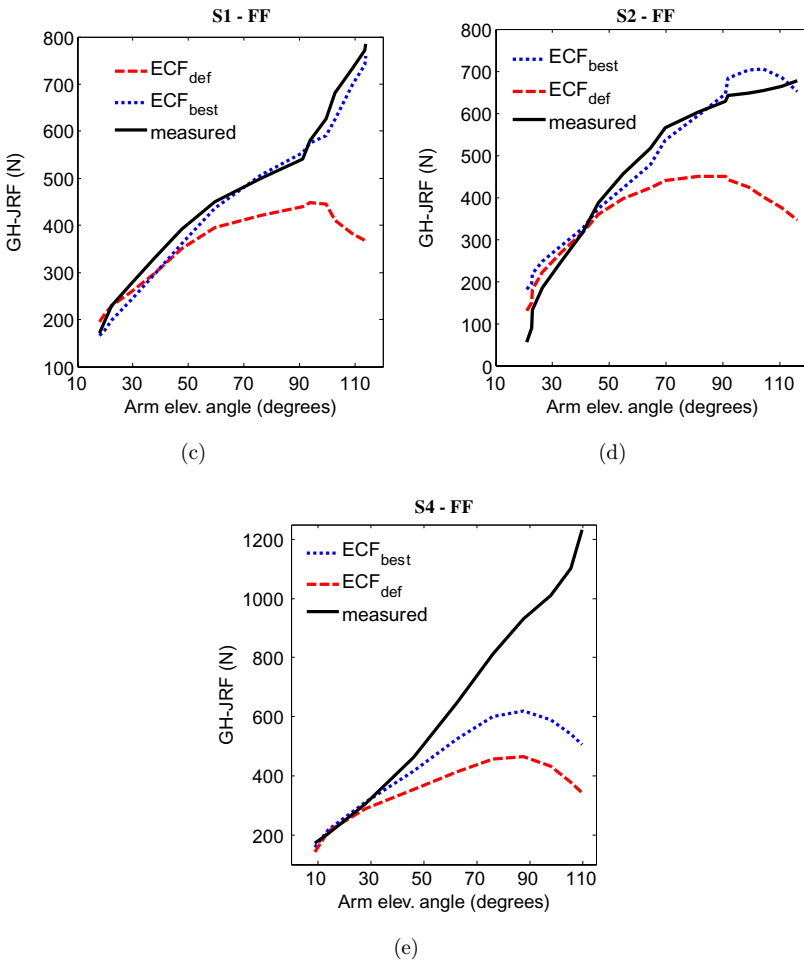 S1 - FF
800
700
600
500
400
300
200
100
GH-JRF (N)
ECF_def
ECF_best
measured
10 30 50 70 90 110
Arm elev. angle (degrees)
(c)
S2 - FF
800
700
600
500
400
300
200
100
0
GH-JRF (N)
ECF_best
ECF_def
measured
10 30 50 70 90 110
Arm elev. angle (degrees)
(d)
S4 - FF
1200
1000
800
600
400
200
GH-JRF (N)
ECF_best
ECF_def
measured
10 30 50 70 90 110
Arm elev. angle (degrees)
(e)